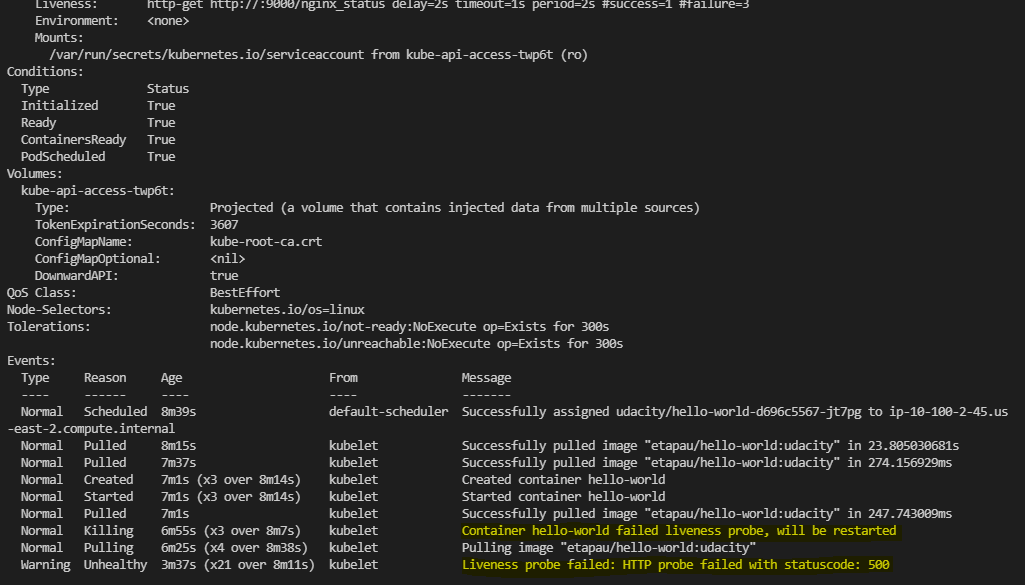 Liveness: http-get http://:9000/nginx_status delay=2s timeout=1s period=2s #success=1 #failure=3
Environment: <none>
Mounts:
/var/run/secrets/kubernetes.io/serviceaccount from kube-api-access-twp6t (ro)
Conditions:
Type Status
Initialized True
Ready True
ContainersReady True
PodScheduled True
Volumes:
kube-api-access-twp6t:
Type: Projected (a volume that contains injected data from multiple sources)
TokenExpirationSeconds: 3607
ConfigMapName: kube-root-ca.crt
ConfigMapOptional: <nil>
DownwardAPI: true
QoS Class: BestEffort
Node-Selectors: kubernetes.io/os=linux
Tolerations: node.kubernetes.io/not-ready:NoExecute op=Exists for 300s
node.kubernetes.io/unreachable:NoExecute op=Exists for 300s
Events:
Type Reason Age From Message
---- ------ ---- ---- -------
Normal Scheduled 8m39s default-scheduler Successfully assigned udacity/hello-world-d696c5567-jt7pg to ip-10-100-2-45.us
-east-2.compute.internal
Normal Pulled 8m15s kubelet Successfully pulled image "etapau/hello-world:udacity" in 23.805030681s
Normal Pulled 7m37s kubelet Successfully pulled image "etapau/hello-world:udacity" in 274.156929ms
Normal Created 7m1s (x3 over 8m14s) kubelet Created container hello-world
Normal Started 7m1s (x3 over 8m14s) kubelet Started container hello-world
Normal Pulled 7m1s kubelet Successfully pulled image "etapau/hello-world:udacity" in 247.743009ms
Normal Killing 6m55s (x3 over 8m7s) kubelet Container hello-world failed liveness probe, will be restarted
Normal Pulling 6m25s (x4 over 8m38s) kubelet Pulling image "etapau/hello-world:udacity"
Warning Unhealthy 3m37s (x21 over 8m11s) kubelet Liveness probe failed: HTTP probe failed with statuscode: 500